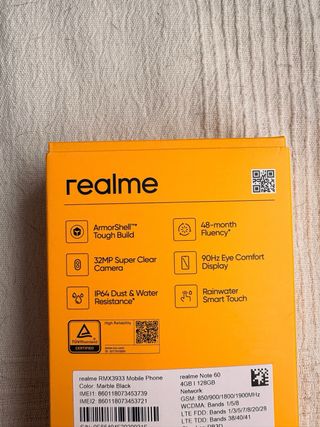 realme
ArmorShell™*
Tough Build
48-month
Fluency*
32MP Super Clear
Camera
90Hz Eye Comfort
Display
IP64 Dust & Water
Resistance*
Rainwater
Smart Touch
TÜVRheinland
CERTIFIED
High Reliability
realme RMX3933 Mobile Phone
Color: Marble Black
IMEI1: 860118073453739
IMEI2: 860118073453721
realme Note 60
4GB | 128GB
Network:
GSM: 850/900/1800/1900MHz
WCDMA: Bands 1/5/8
LTE FDD: Bands 1/3/5/7/8/20/28
LTE TDD: Bands 38/40/41